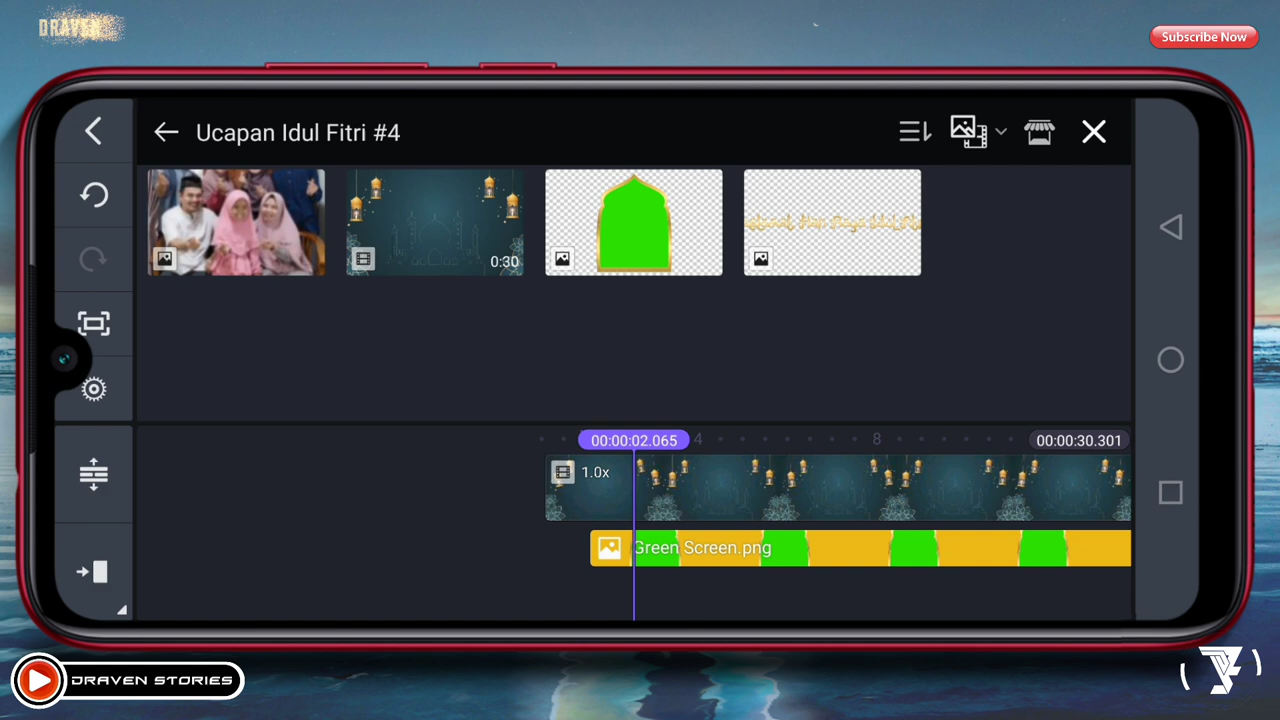 DRAVEN
Subscribe Now
Ucapan Idul Fitri #4
0:30
00:00:02.065
4
8
00:00:30.301
1.0x
Green Screen.png
DRAVEN STORIES